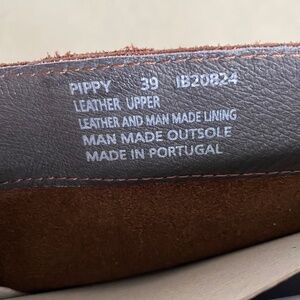 PIPPY 39 IB20824
LEATHER UPPER
LEATHER AND MAN MADE LINING
MAN MADE OUTSOLE
MADE IN PORTUGAL